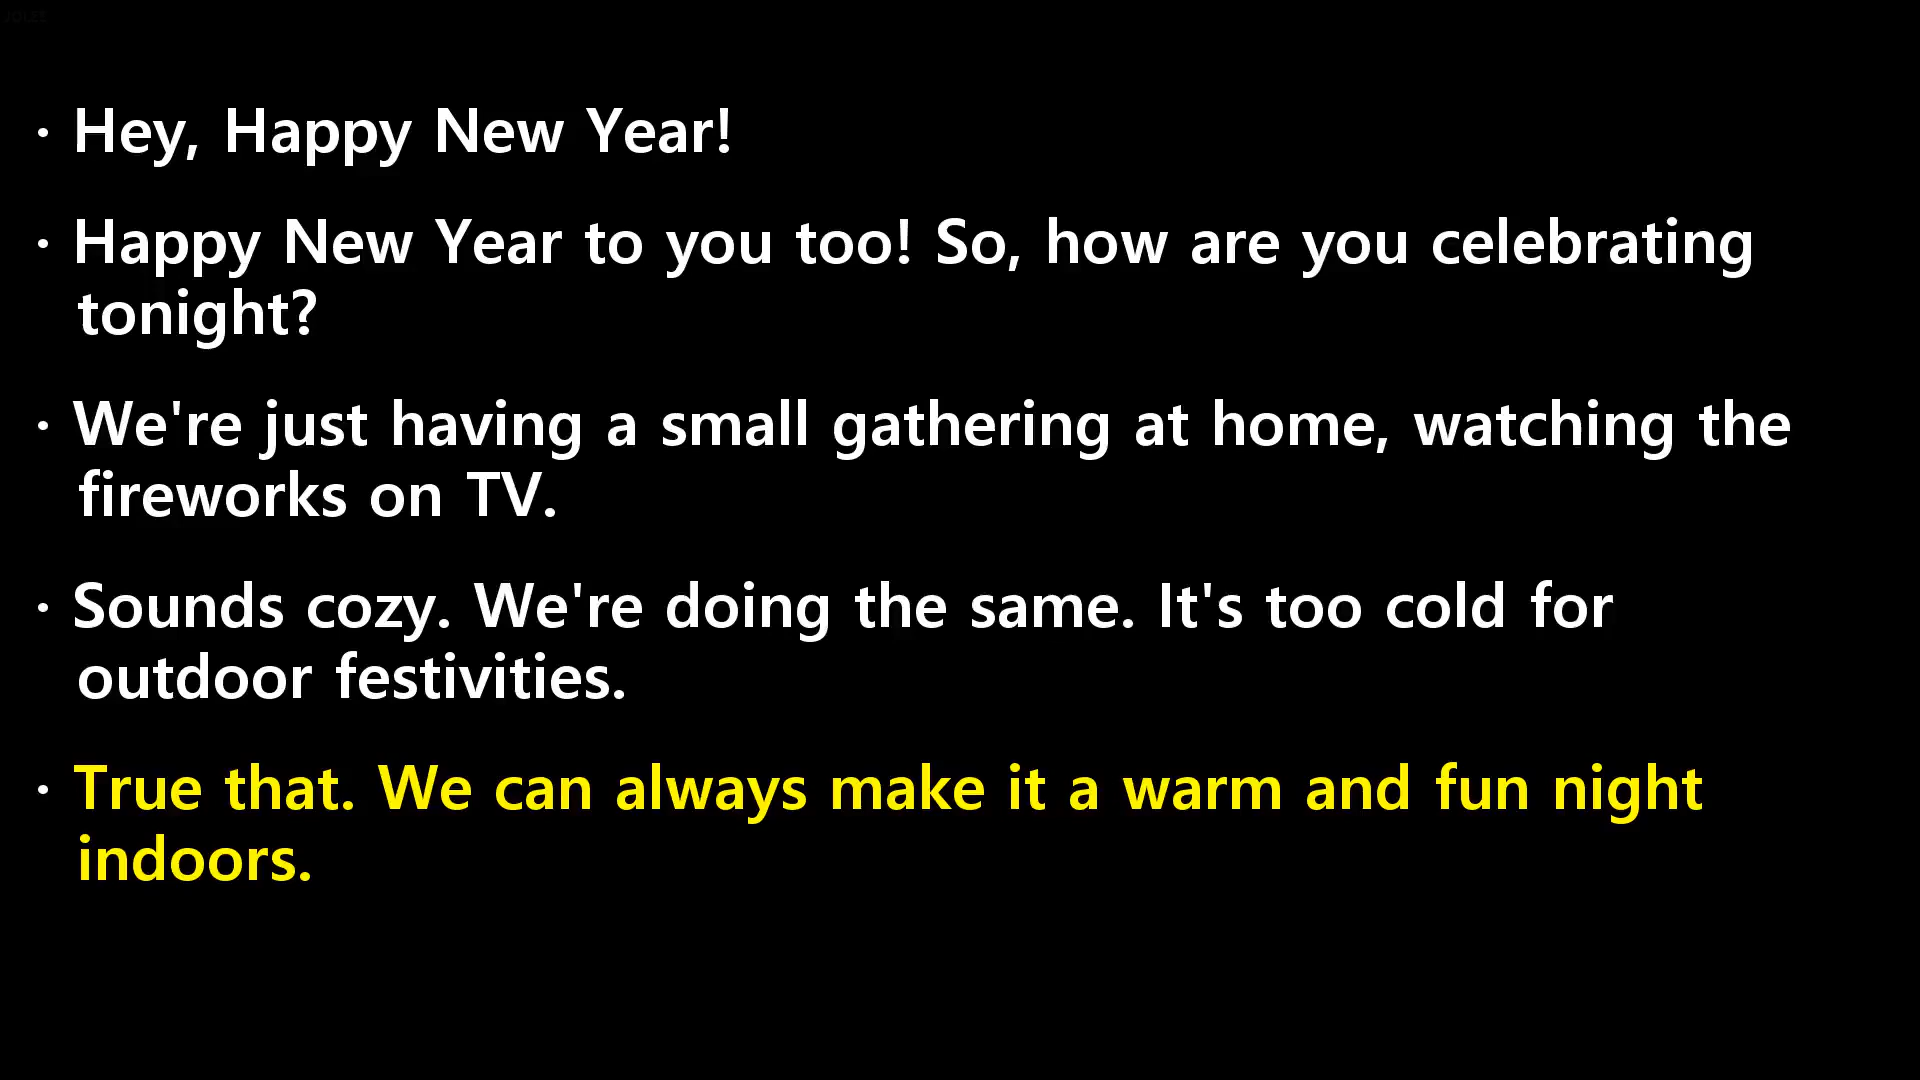 JOLEE
· Hey, Happy New Year!
· Happy New Year to you too! So, how are you celebrating
tonight?
· We're just having a small gathering at home, watching the
fireworks on TV.
· Sounds cozy. We're doing the same. It's too cold for
outdoor festivities.
· True that. We can always make it a warm and fun night
indoors.